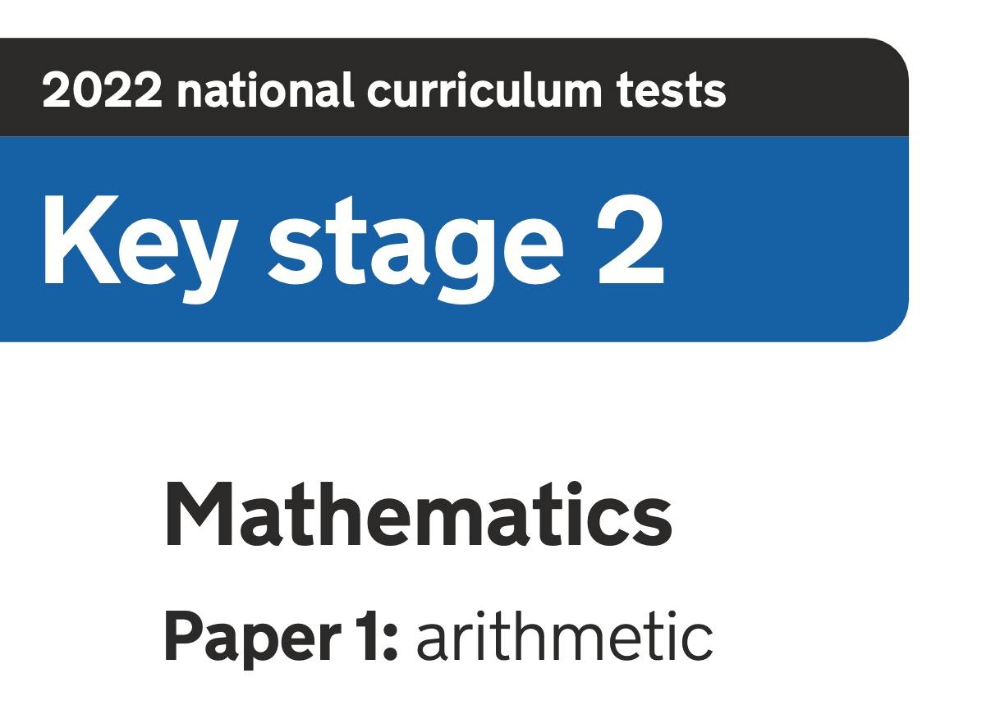 2022 national curriculum tests
Key stage 2
Mathematics
Paper 1: arithmetic